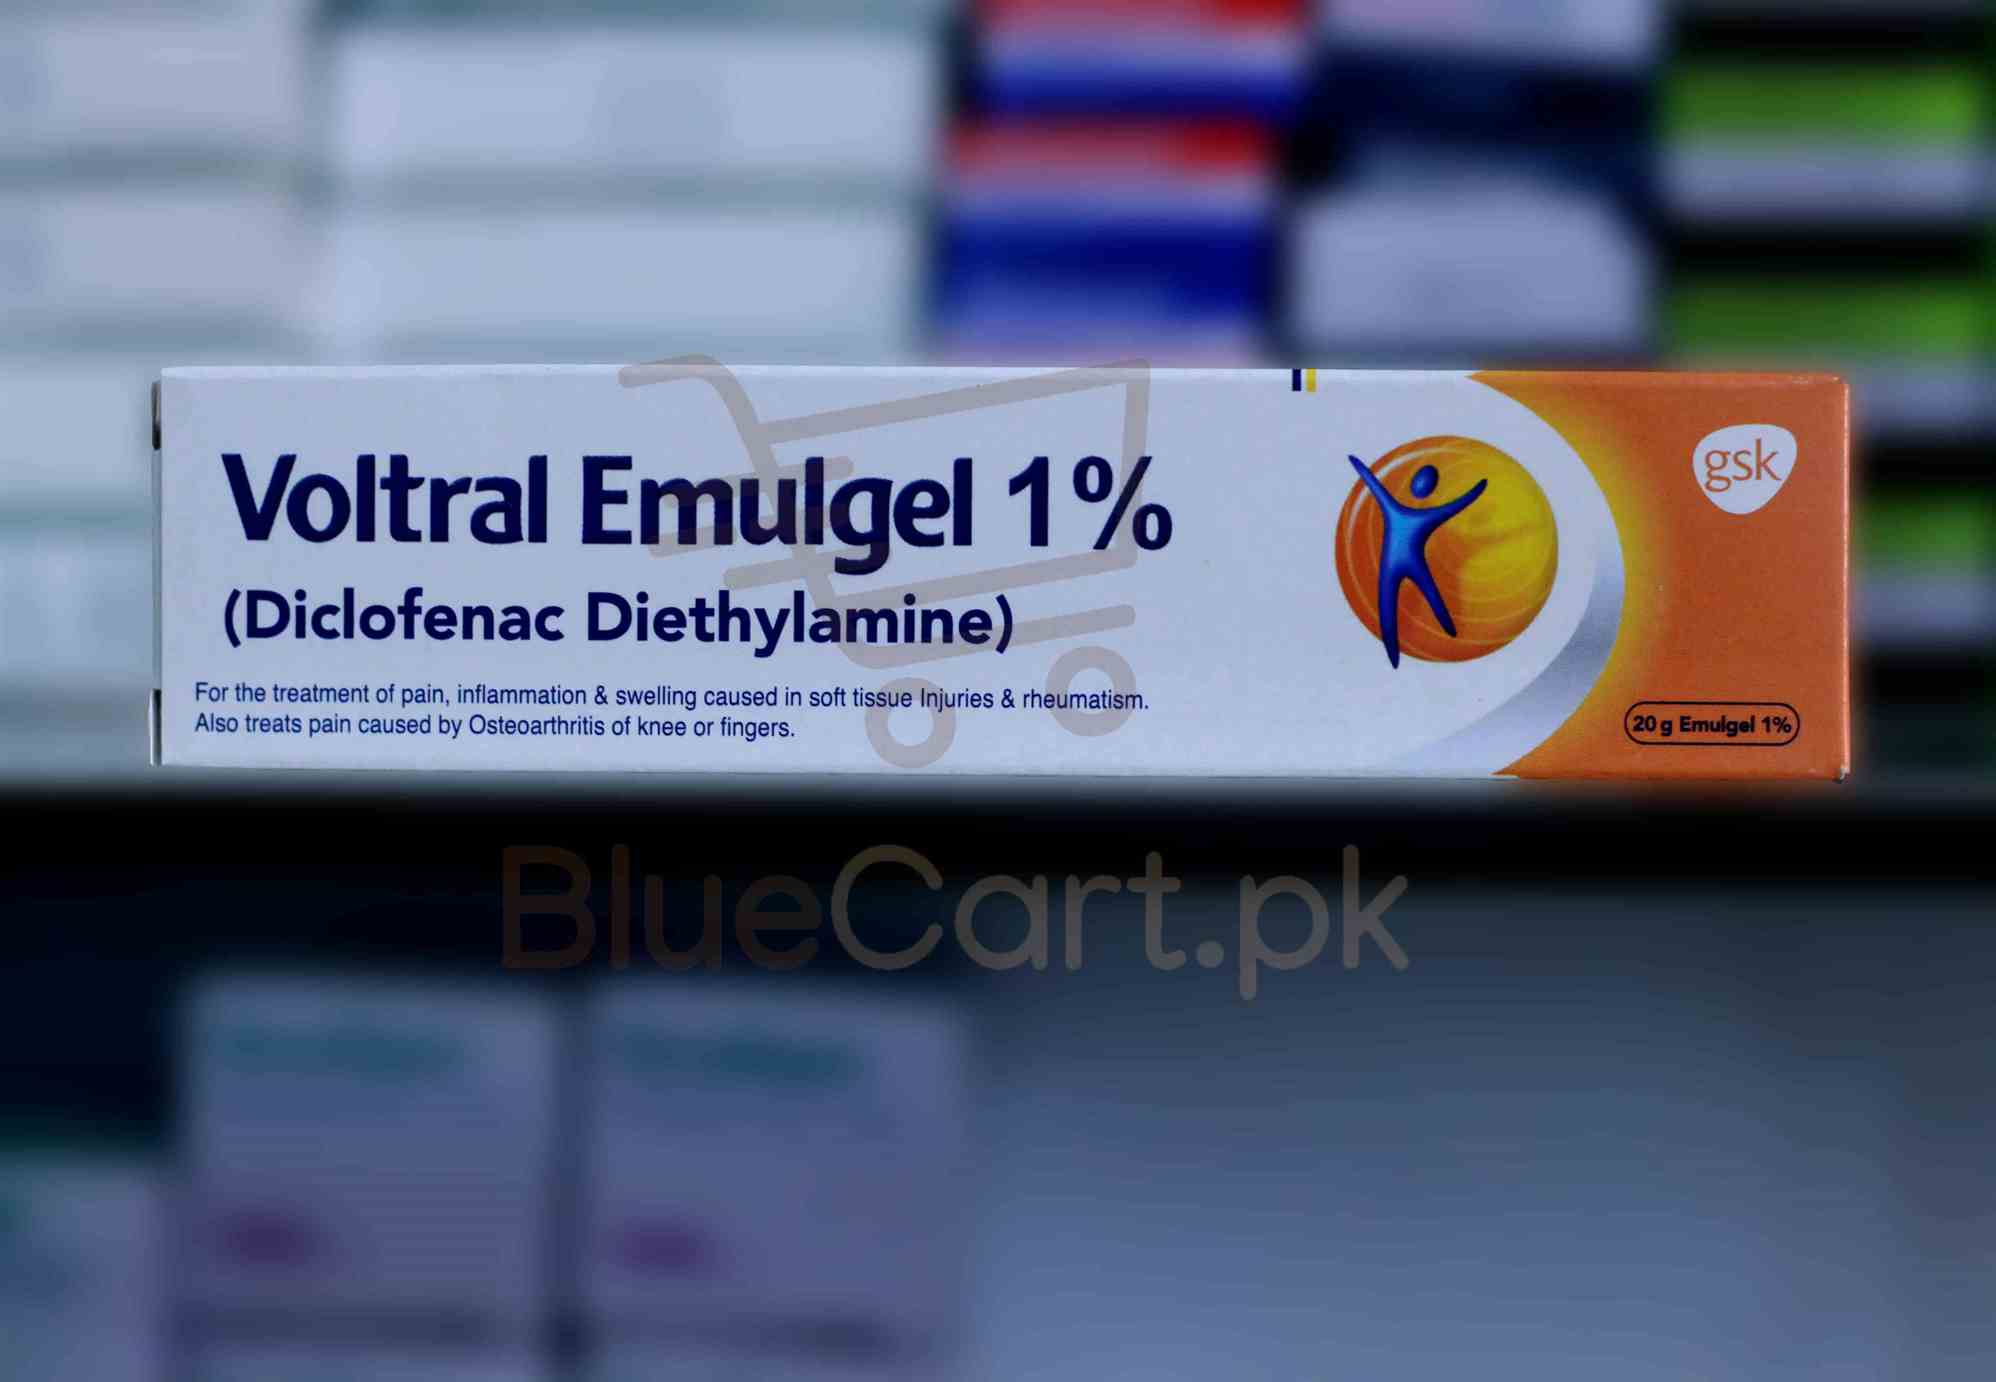 Voltral Emulgel 1%
(Diclofenac Diethylamine)
For the treatment of pain, inflammation & swelling caused in soft tissue Injuries & rheumatism.
Also treats pain caused by Osteoarthritis of knee or fingers.
gsk
20 g Emulgel 1%
BlueCart.pk